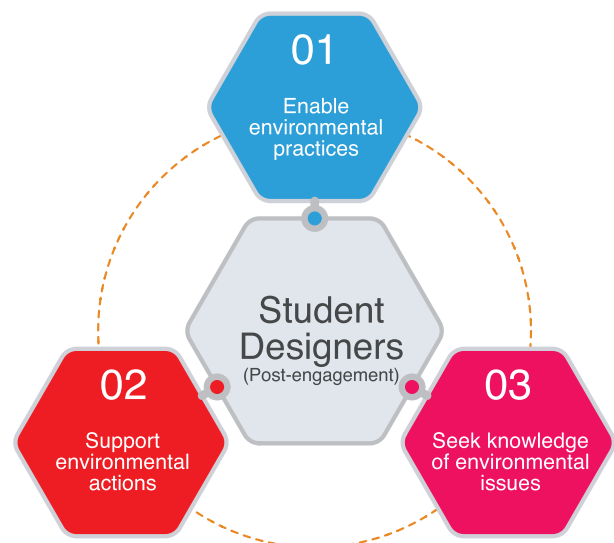 01
Enable
environmental
practices
Student
Designers
(Post-engagement)
02
Support
environmental
actions
03
Seek knowledge
of environmental
issues